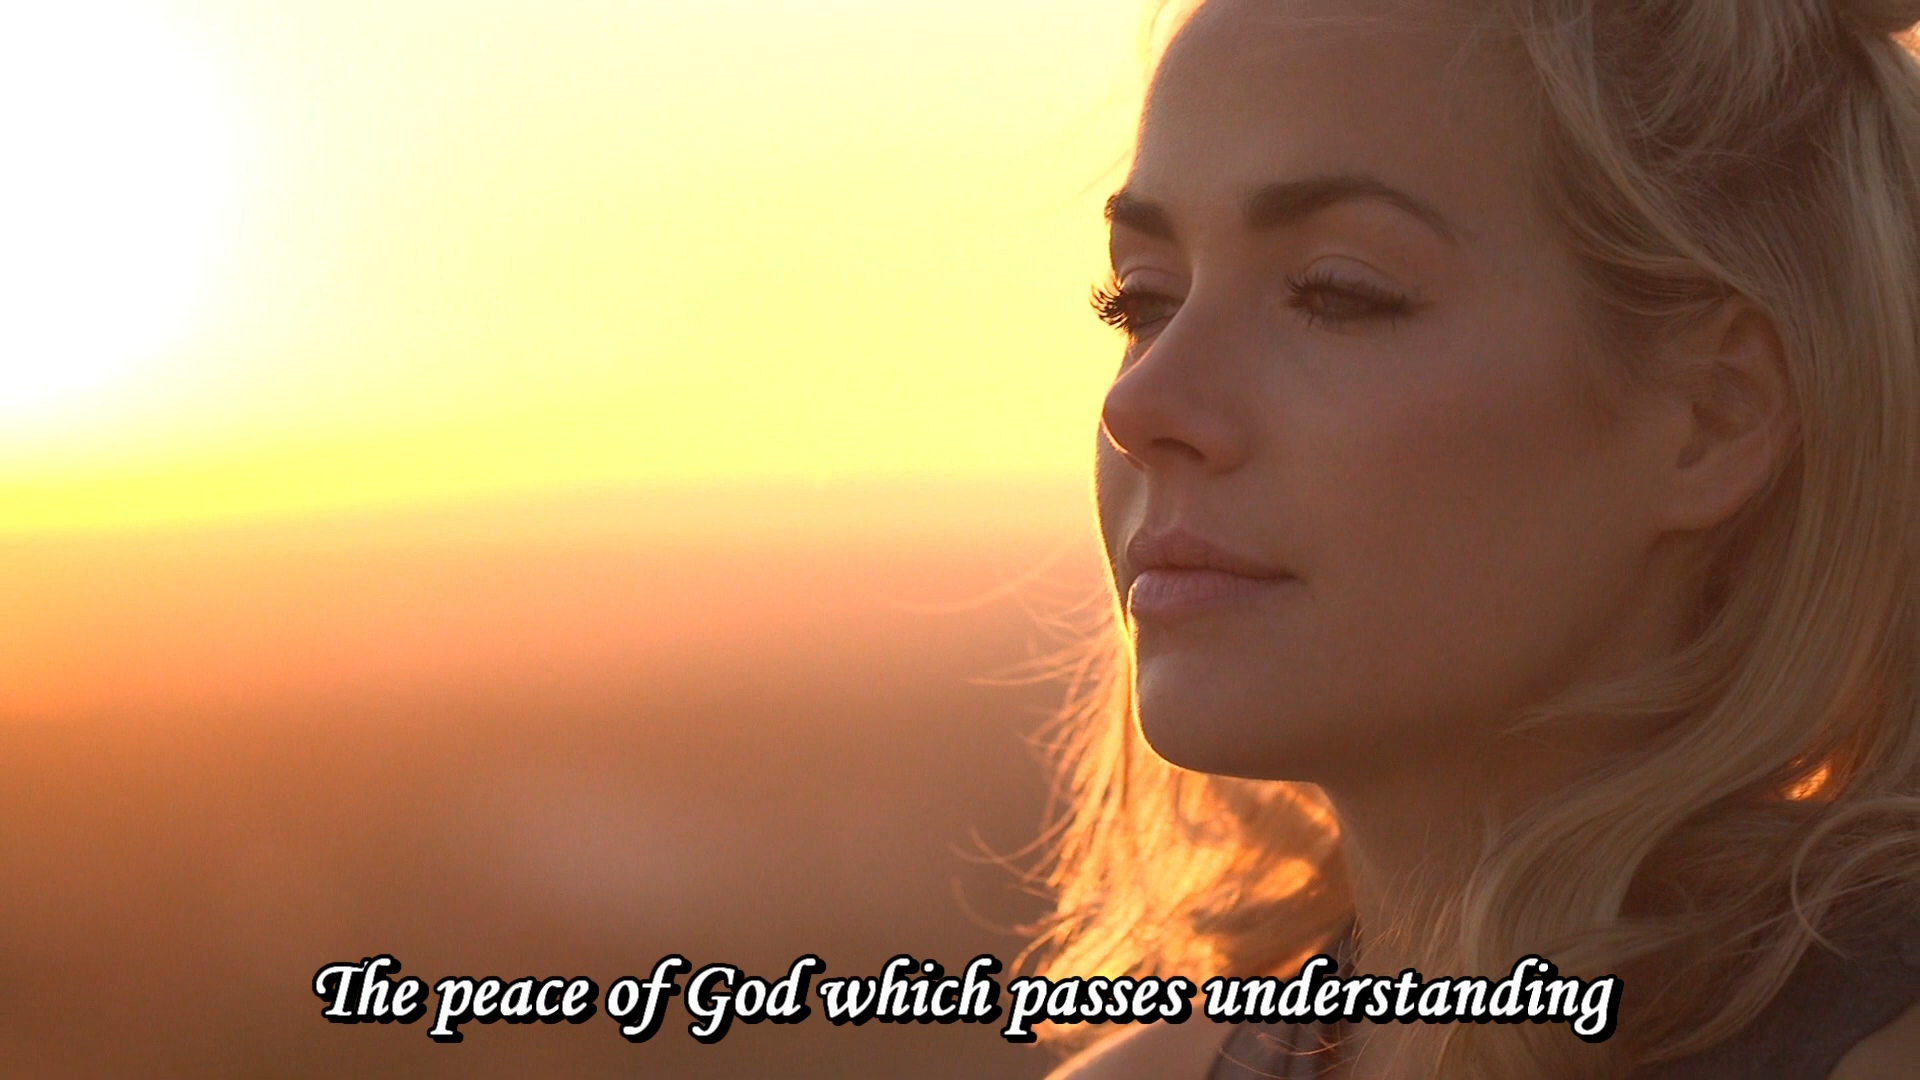 The peace of God which passes understanding